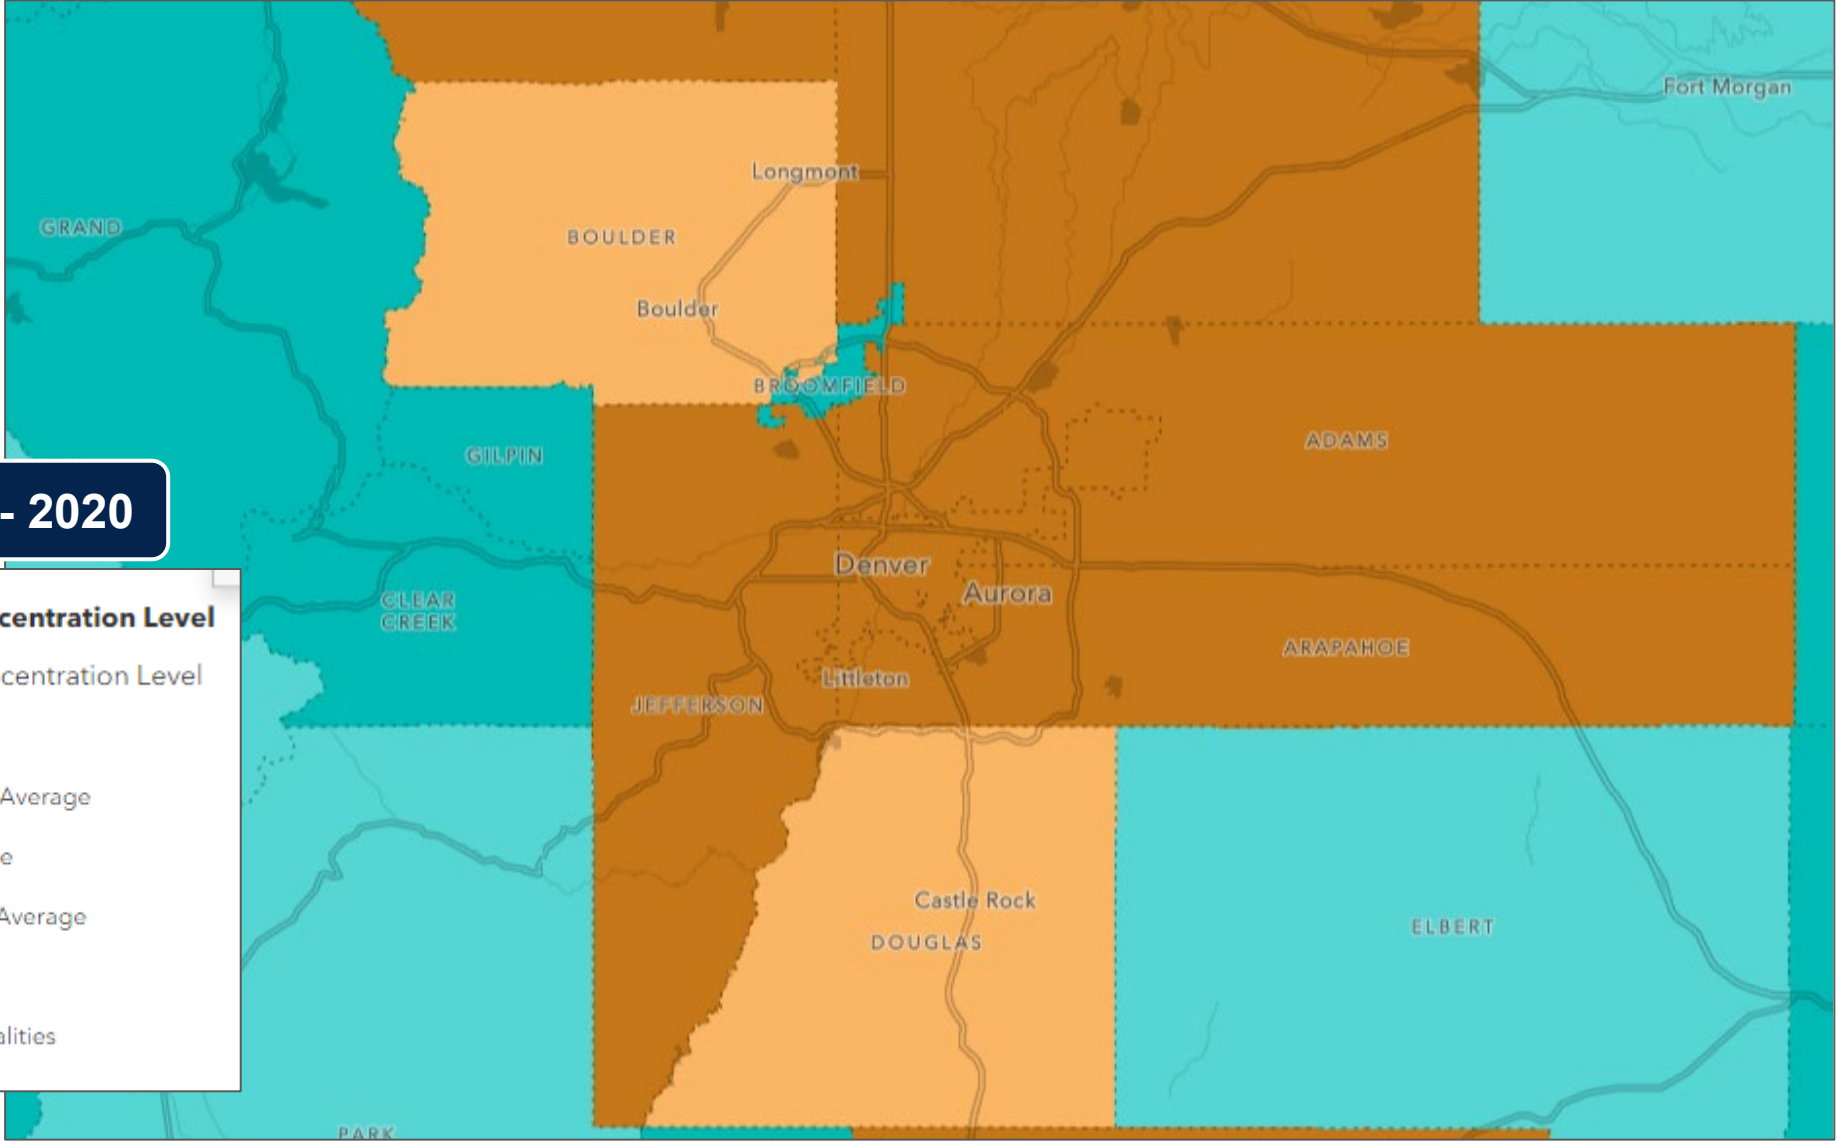 Fort Morgan
Longmont
GRAND
BOULDER
Boulder
BROOMFIELD
ADAMS
GILPIN
- 2020
Denver
Aurora
CLEAR
CREEK
centration Level
ARAPAHOE
centration Level
Littleton
JEFFERSON
Average
e
Castle Rock
Average
ELBERT
DOUGLAS
alities
PARK